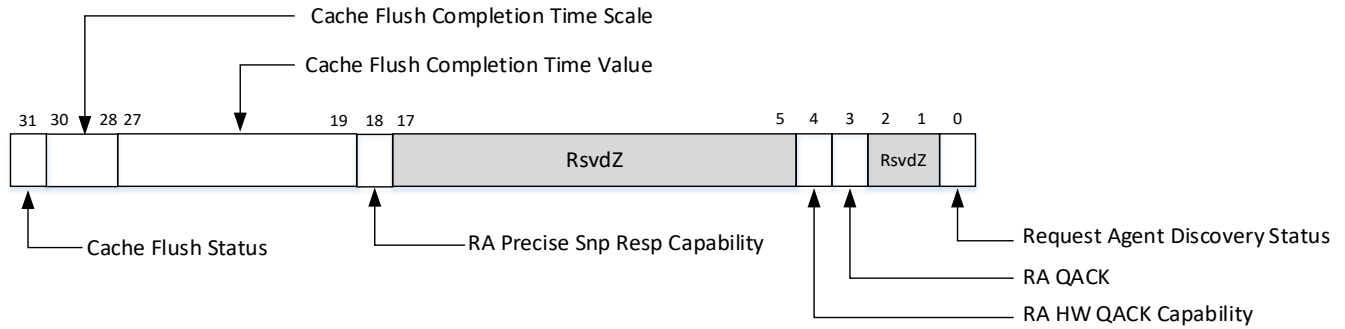 Cache Flush Completion Time Scale
Cache Flush Completion Time Value
31 30 28 27 19 18 17 5 4 3 2 1 0
RsvdZ RsvdZ
Cache Flush Status
RA Precise Snp Resp Capability
Request Agent Discovery Status
RA QACK
RA HW QACK Capability